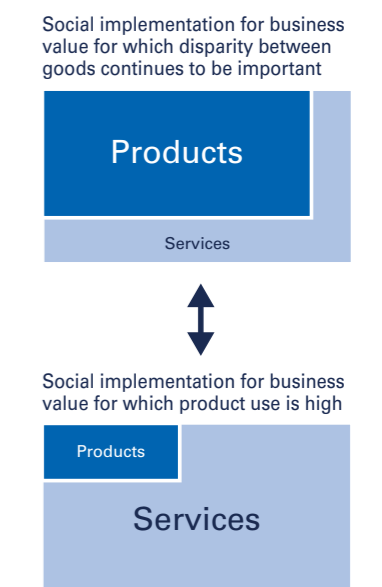 Social implementation for business
value for which disparity between
goods continues to be important
Products
Services
Social implementation for business
value for which product use is high
Products
Services